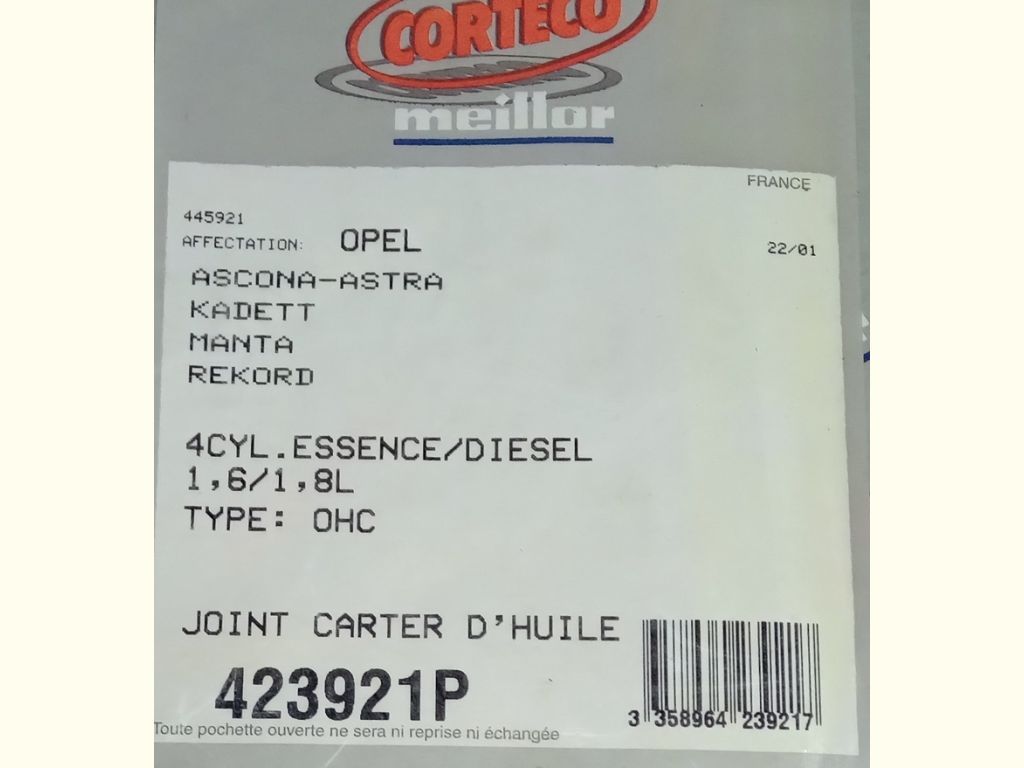 CORTECO
meillor
FRANCE
445921
AFFECTATION: OPEL 22/01
ASCONA-ASTRA
KADETT
MANTA
REKORD
4CYL.ESSENCE/DIESEL
1,6/1,8L
TYPE: OHC
JOINT CARTER D'HUILE
423921P
3 358964 239217
Toute pochette ouverte ne sera ni reprise ni échangée